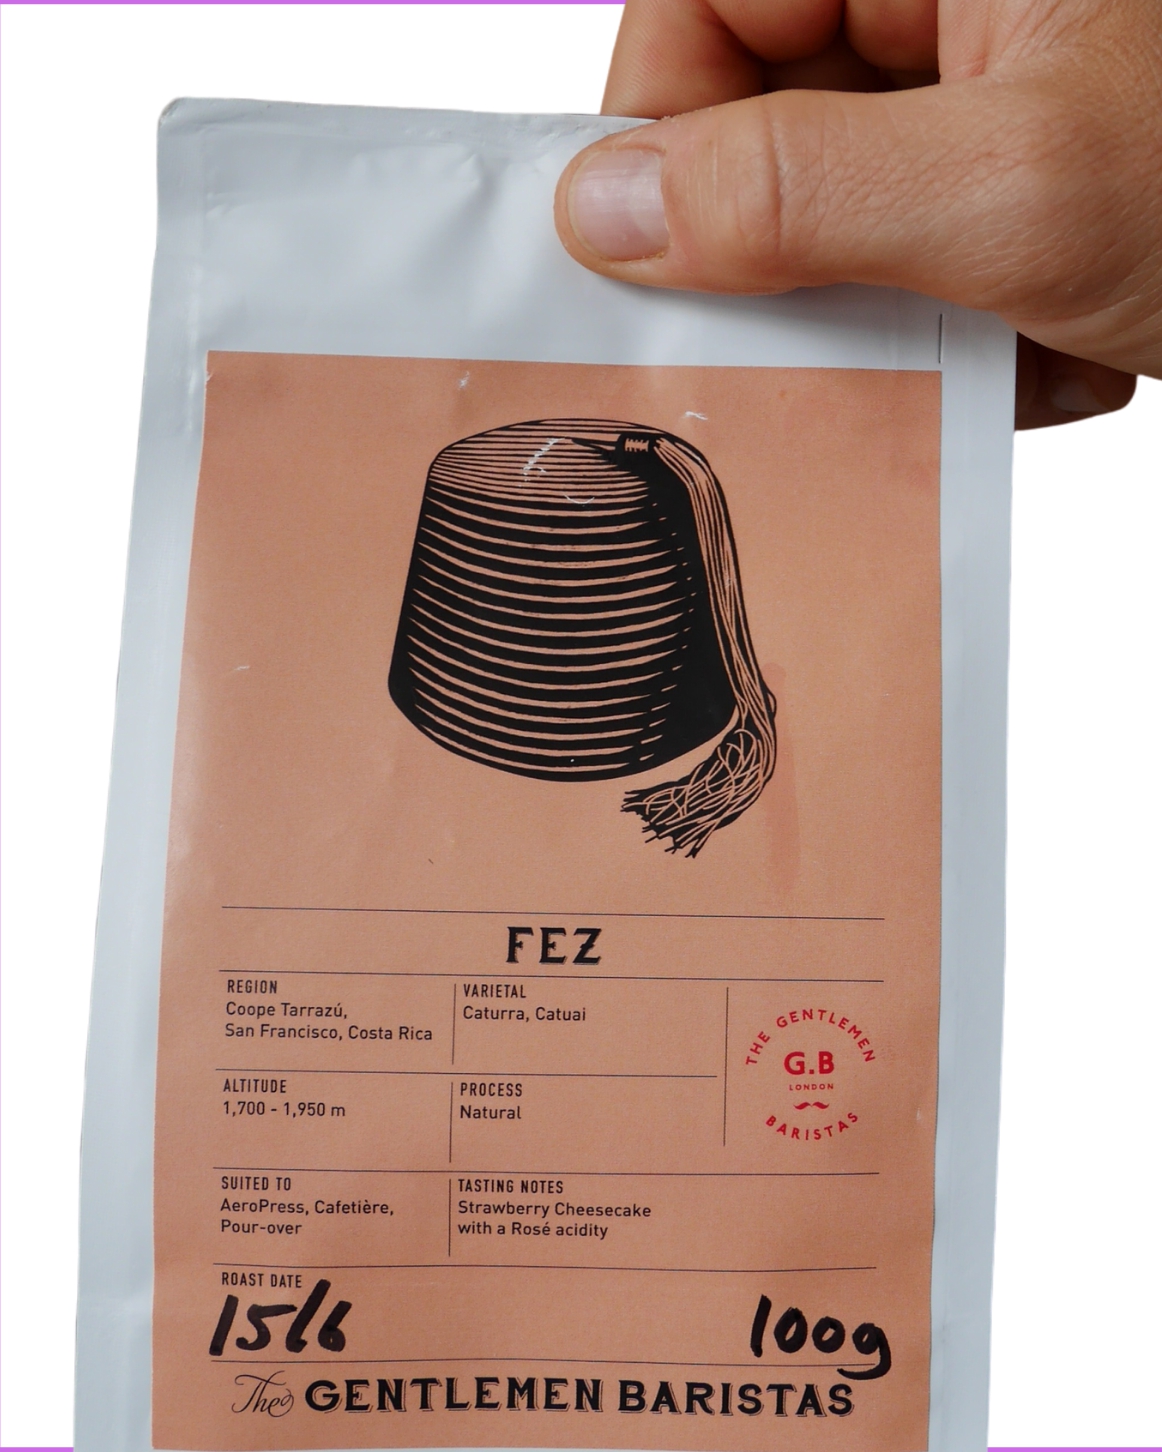 FEZ
REGION
Coope Tarrazú,
San Francisco, Costa Rica
VARIETAL
Caturra, Catuai
THE GENTLEMEN
G.B
LONDON
BARISTAS
ALTITUDE
1,700 - 1,950 m
PROCESS
Natural
SUITED TO
AeroPress, Cafetière,
Pour-over
TASTING NOTES
Strawberry Cheesecake
with a Rosé acidity
ROAST DATE
15/6
100g
The GENTLEMEN BARISTAS